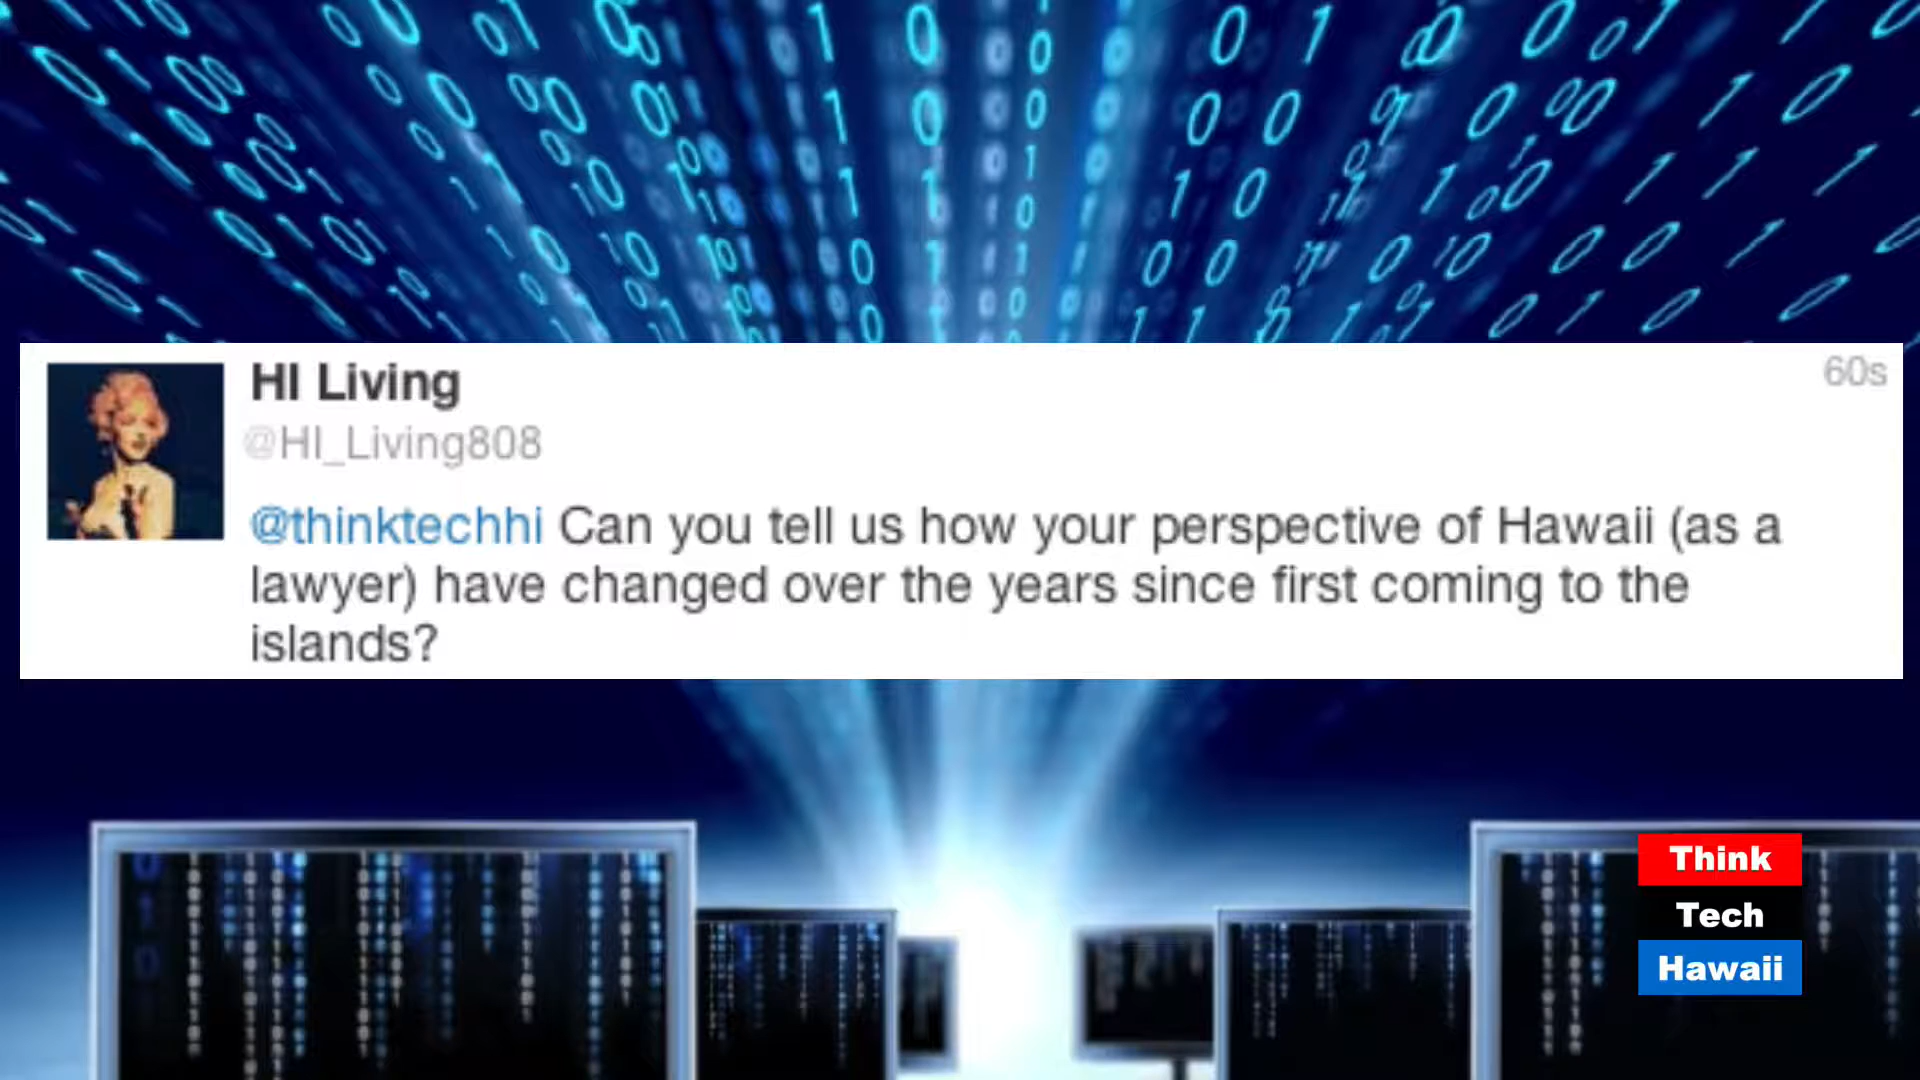 HI Living
60s
@HI_Living808
@thinktechhi Can you tell us how your perspective of Hawaii (as a
lawyer) have changed over the years since first coming to the
islands?
Think
Tech
Hawaii